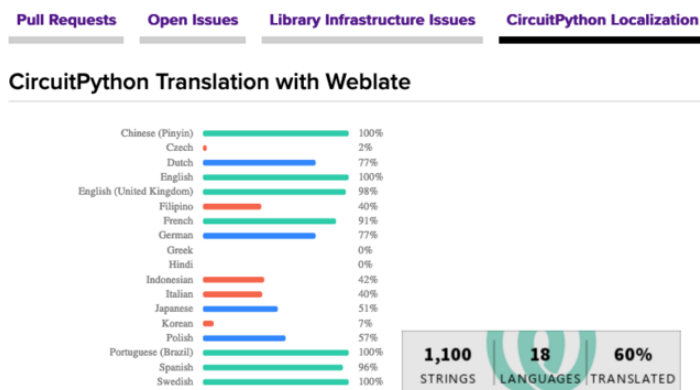 Pull Requests Open Issues Library Infrastructure Issues CircuitPython Localization
CircuitPython Translation with Weblate
Chinese (Pinyin) 100%
Czech 2%
Dutch 77%
English 100%
English (United Kingdom) 98%
Filipino 40%
French 91%
German 77%
Greek 0%
Hindi 0%
Indonesian 42%
Italian 40%
Japanese 51%
Korean 7%
Polish 57%
Portuguese (Brazil) 100%
Spanish 96%
Swedish 100%
1,100 18 60%
STRINGS LANGUAGES TRANSLATED